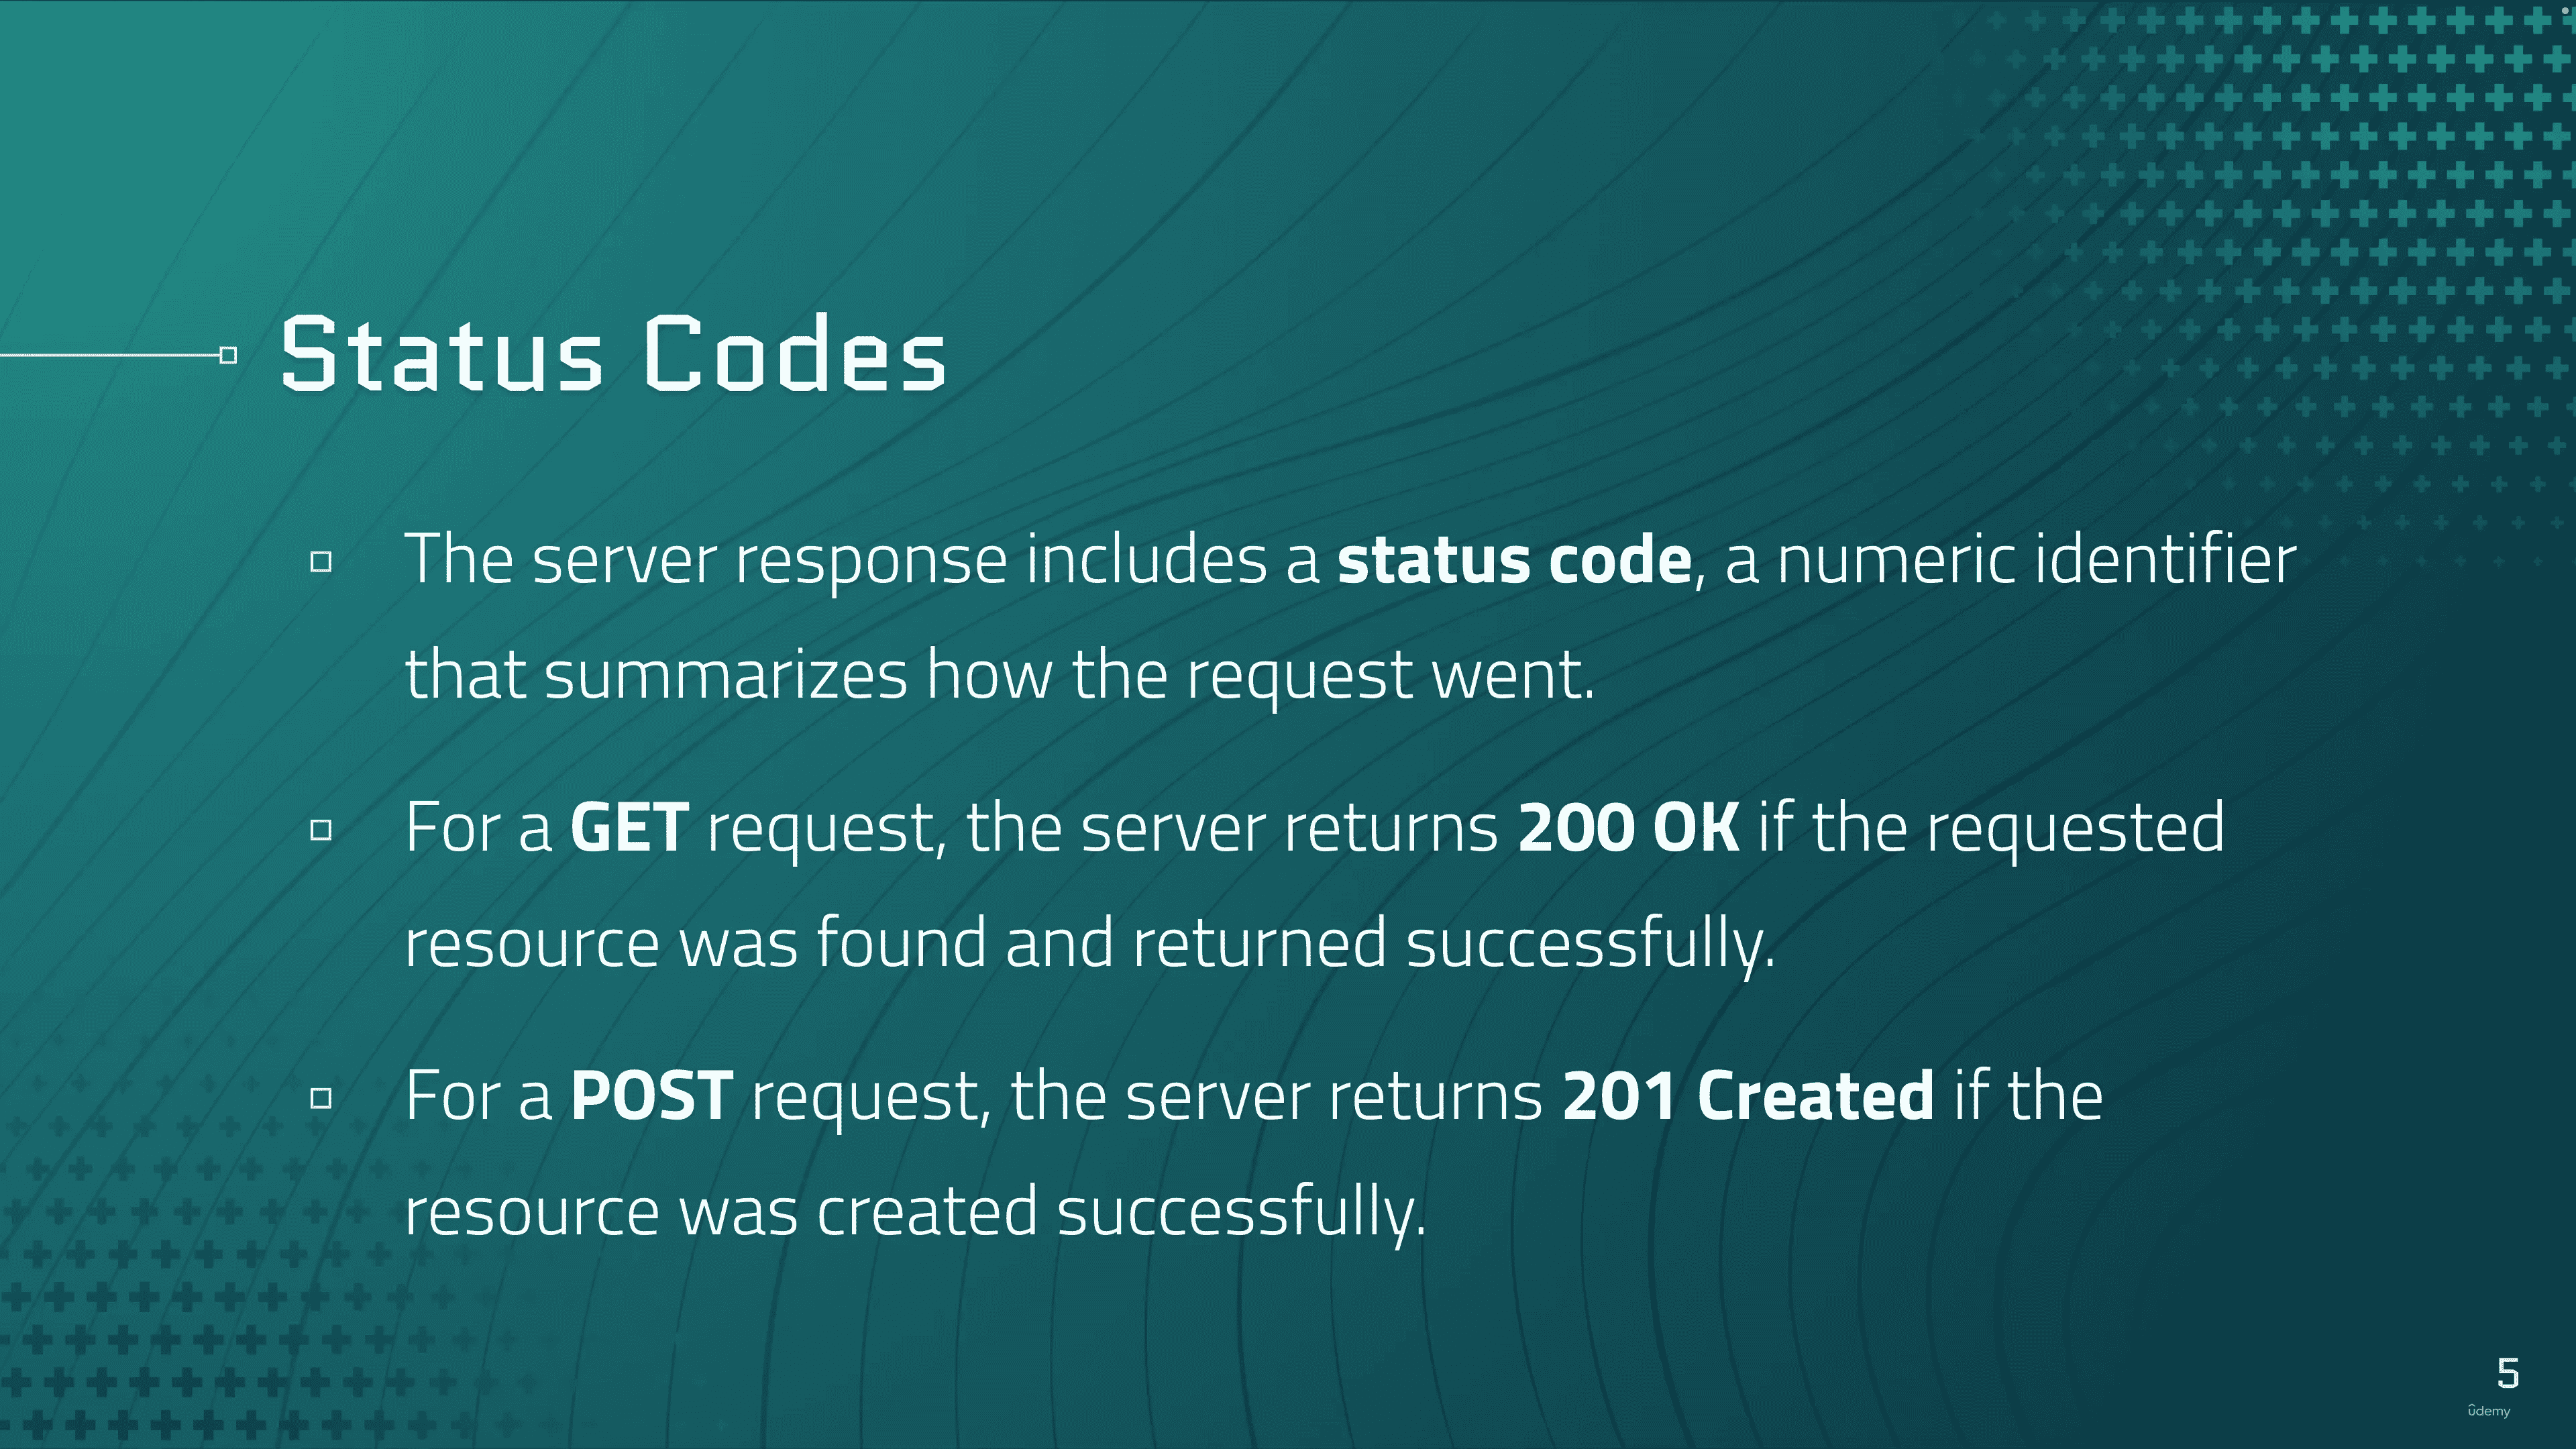 Status Codes
The server response includes a status code, a numeric identifier
that summarizes how the request went.
For a GET request, the server returns 200 OK if the requested
resource was found and returned successfully.
For a POST request, the server returns 201 Created if the
resource was created successfully.
5
ûdemy